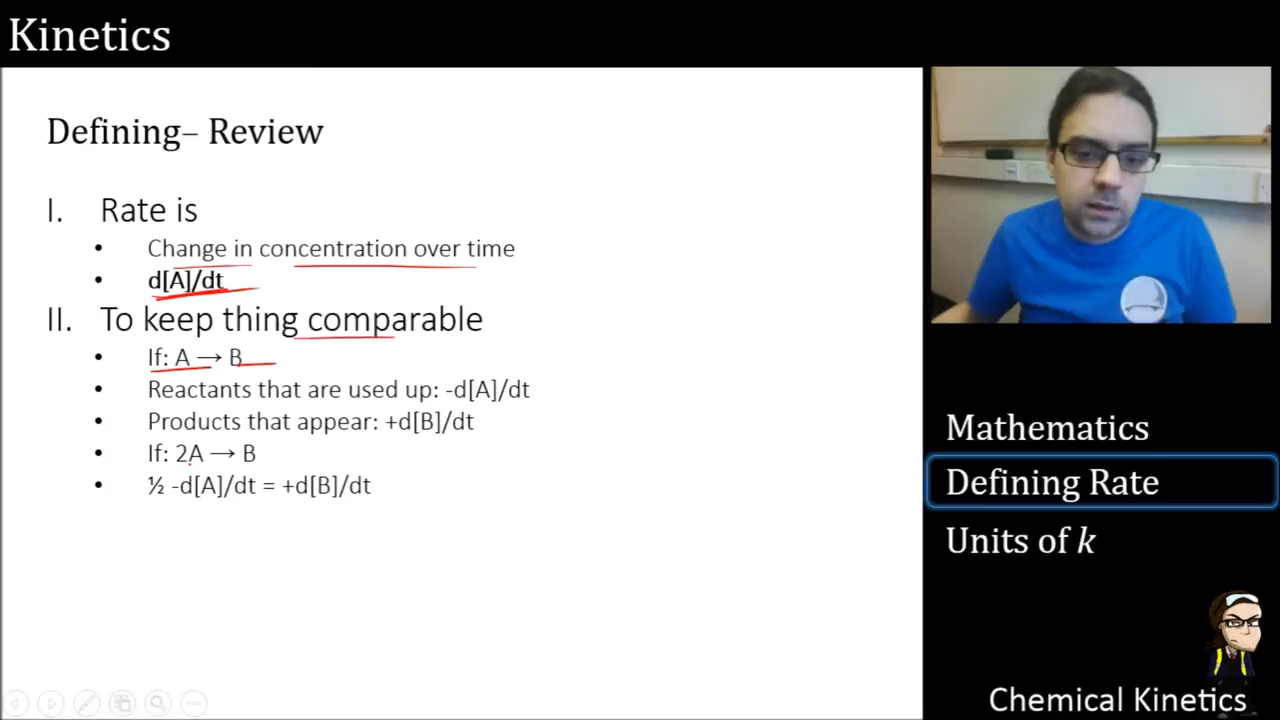 Kinetics
Defining– Review
I. Rate is
• Change in concentration over time
• d[A]/dt
II. To keep thing comparable
• If: A → B
• Reactants that are used up: -d[A]/dt
• Products that appear: +d[B]/dt
• If: 2A → B
• ½ -d[A]/dt = +d[B]/dt
Mathematics
Defining Rate
Units of k
Chemical Kinetics